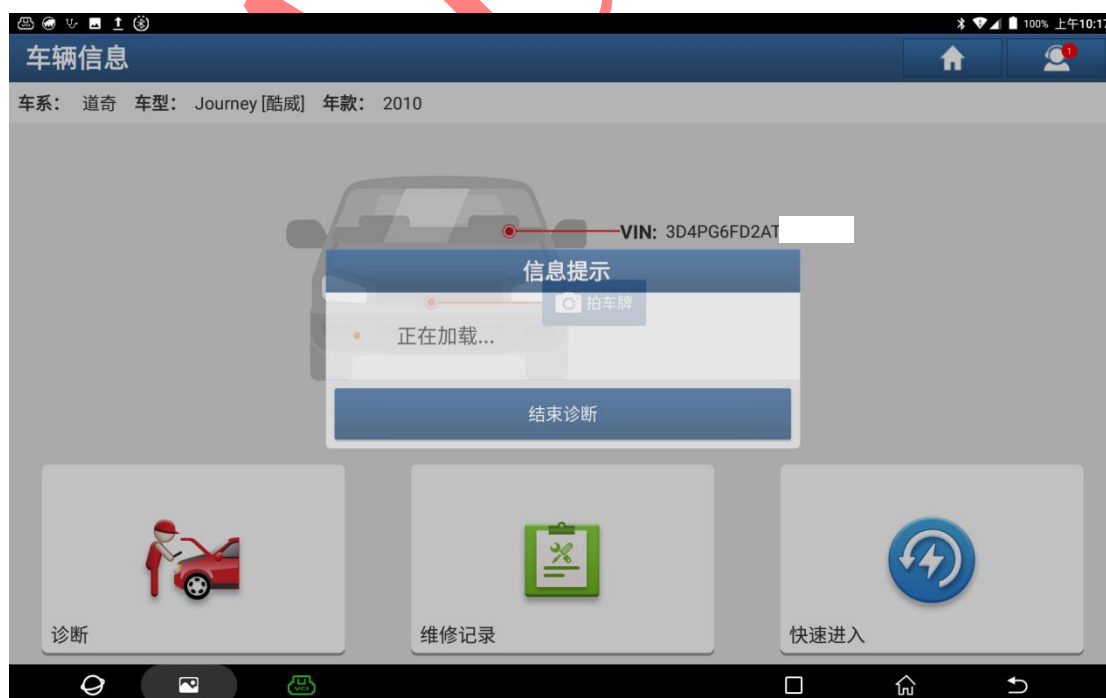 100% 上午10:17
车辆信息
1
车系： 道奇 车型： Journey [酷威] 年款： 2010
VIN: 3D4PG6FD2AT
信息提示
拍车牌
正在加载...
结束诊断
诊断
维修记录
快速进入
VCI